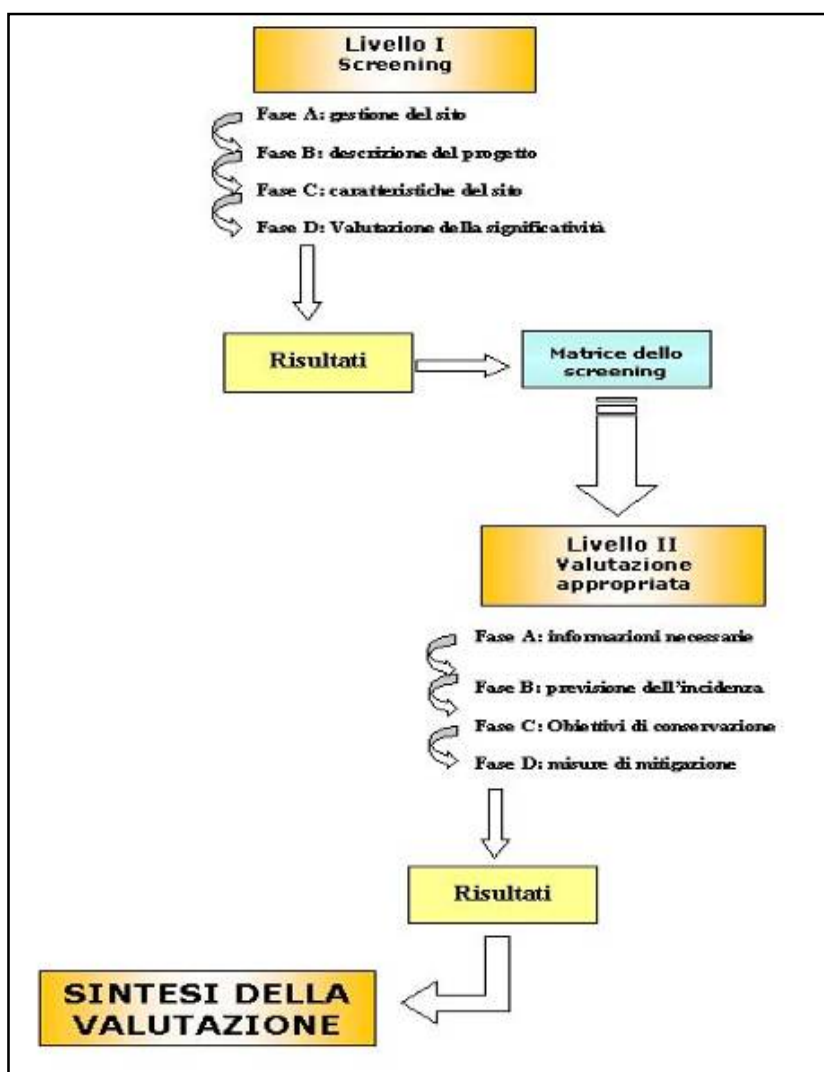 Livello I
Screening
Fase A: gestione del sito
Fase B: descrizione del progetto
Fase C: caratteristiche del sito
Fase D: Valutazione della significatività
Risultati
Matrice dello
screening
Livello II
Valutazione
appropriata
Fase A: informazioni necessarie
Fase B: previsione dell'incidenza
Fase C: Obiettivi di conservazione
Fase D: misure di mitigazione
Risultati
SINTESI DELLA
VALUTAZIONE